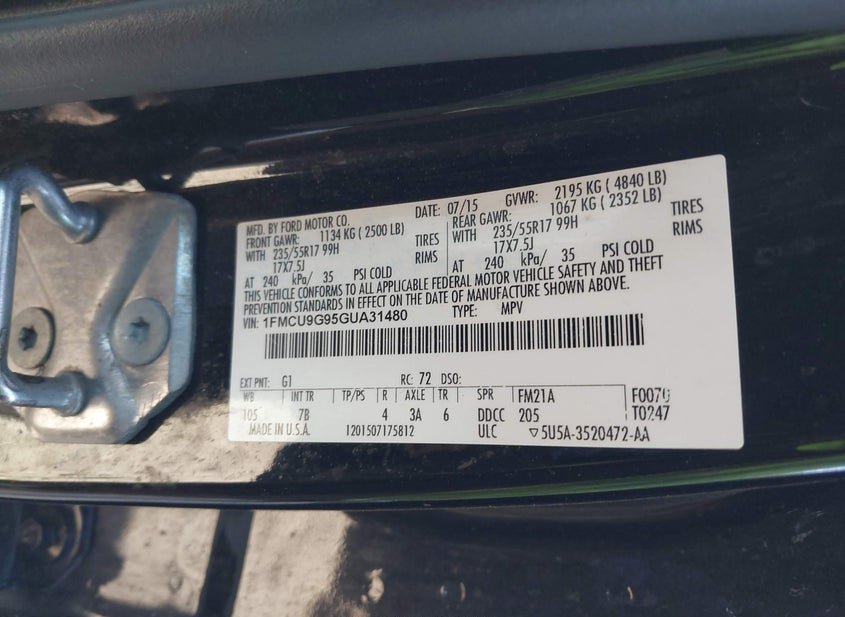 MFD. BY FORD MOTOR CO.
DATE: 07/15 GVWR: 2195 KG ( 4840 LB)
FRONT GAWR: 1134 KG ( 2500 LB)
REAR GAWR: 1067 KG ( 2352 LB)
WITH 235/55R17 99H TIRES
WITH 235/55R17 99H TIRES
17X7.5J RIMS
17X7.5J RIMS
AT 240 kPa/ 35 PSI COLD
AT 240 kPa/ 35 PSI COLD
THIS VEHICLE CONFORMS TO ALL APPLICABLE FEDERAL MOTOR VEHICLE SAFETY AND THEFT
PREVENTION STANDARDS IN EFFECT ON THE DATE OF MANUFACTURE SHOWN ABOVE.
VIN: 1FMCU9G95GUA31480 TYPE: MPV
EXT PNT: G1 RC: 72 DSO:
WB INT TR TP/PS R AXLE TR SPR FM21A F0070
105 7B 4 3A 6 DDCC 205 T0247
MADE IN U.S.A. 1201507175812 ULC ▽5U5A-3520472-AA